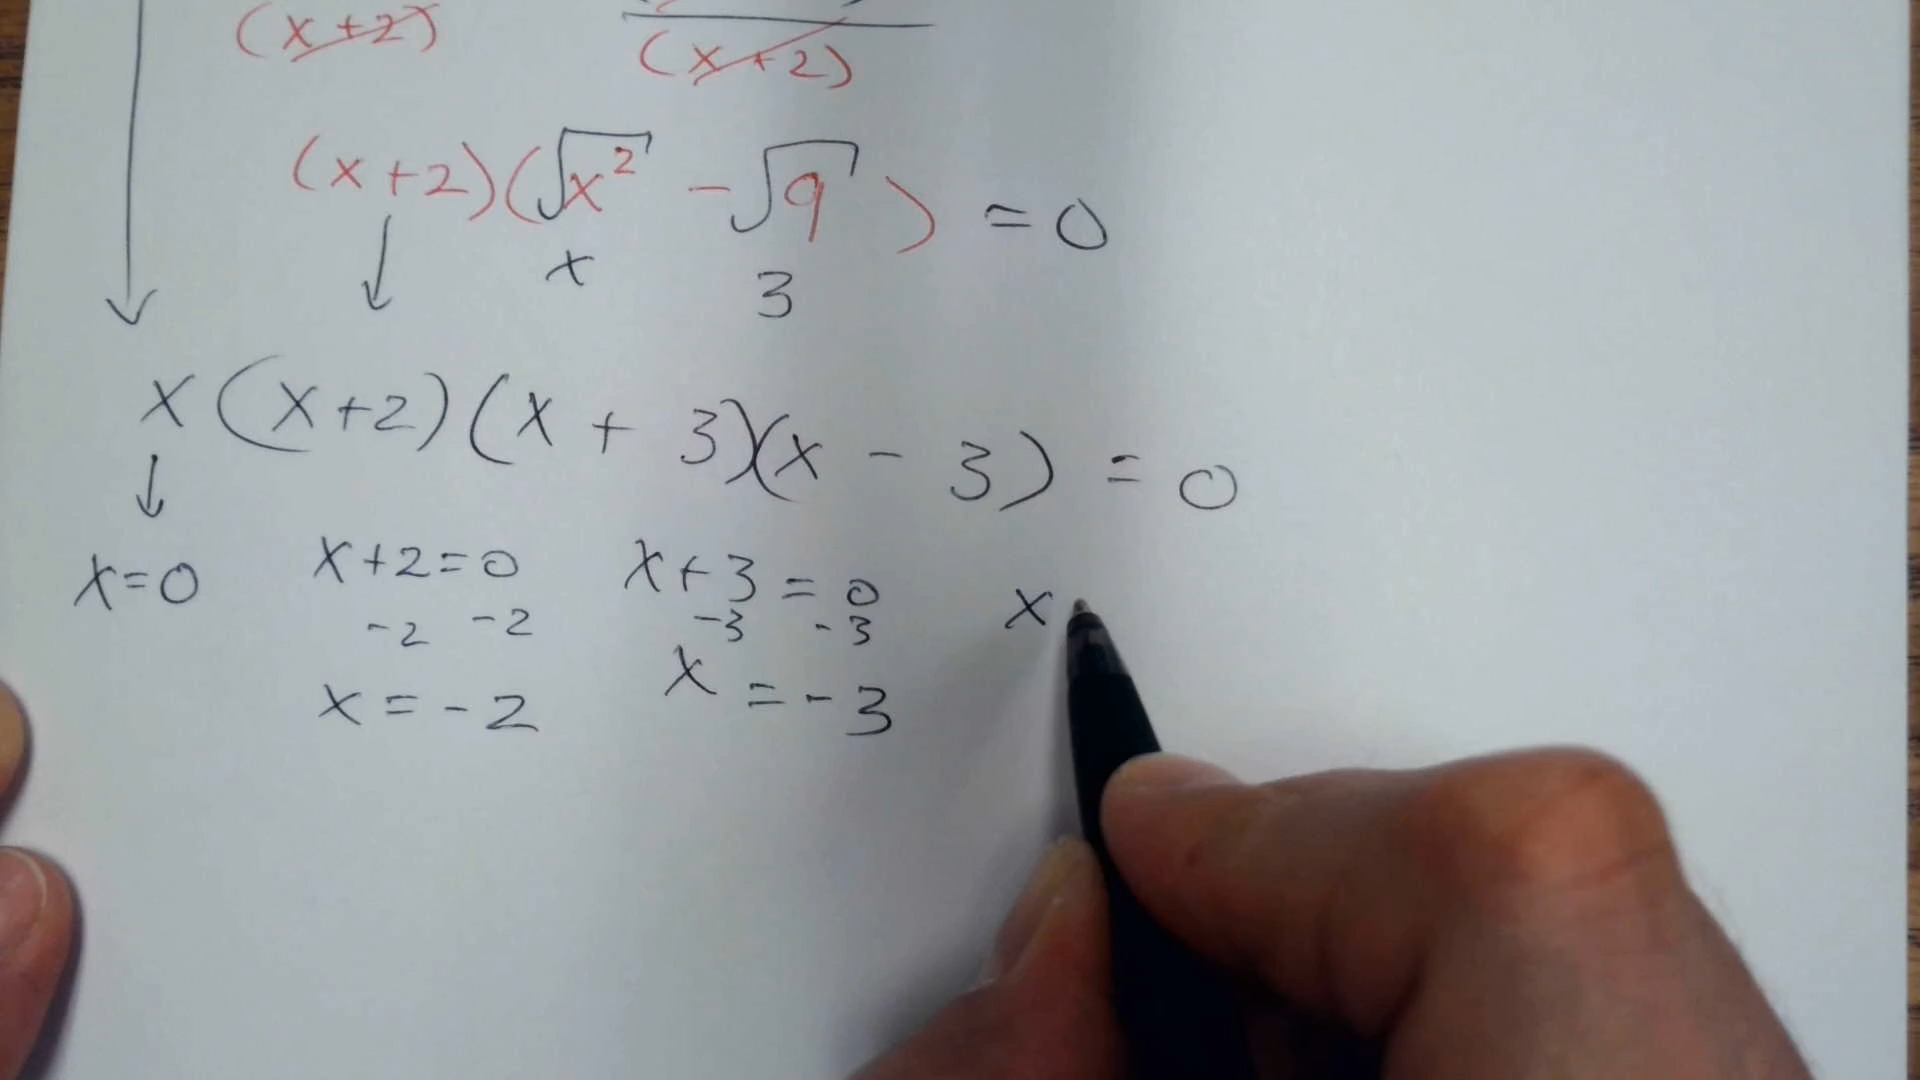 (x+2) (x+2)
(x+2)(√x² - √9) = 0
x 3
x(x+2)(x + 3)(x - 3) = 0
x=0 x+2=0 x+3=0 x
-2 -2 -3 -3
x = -2 x = -3